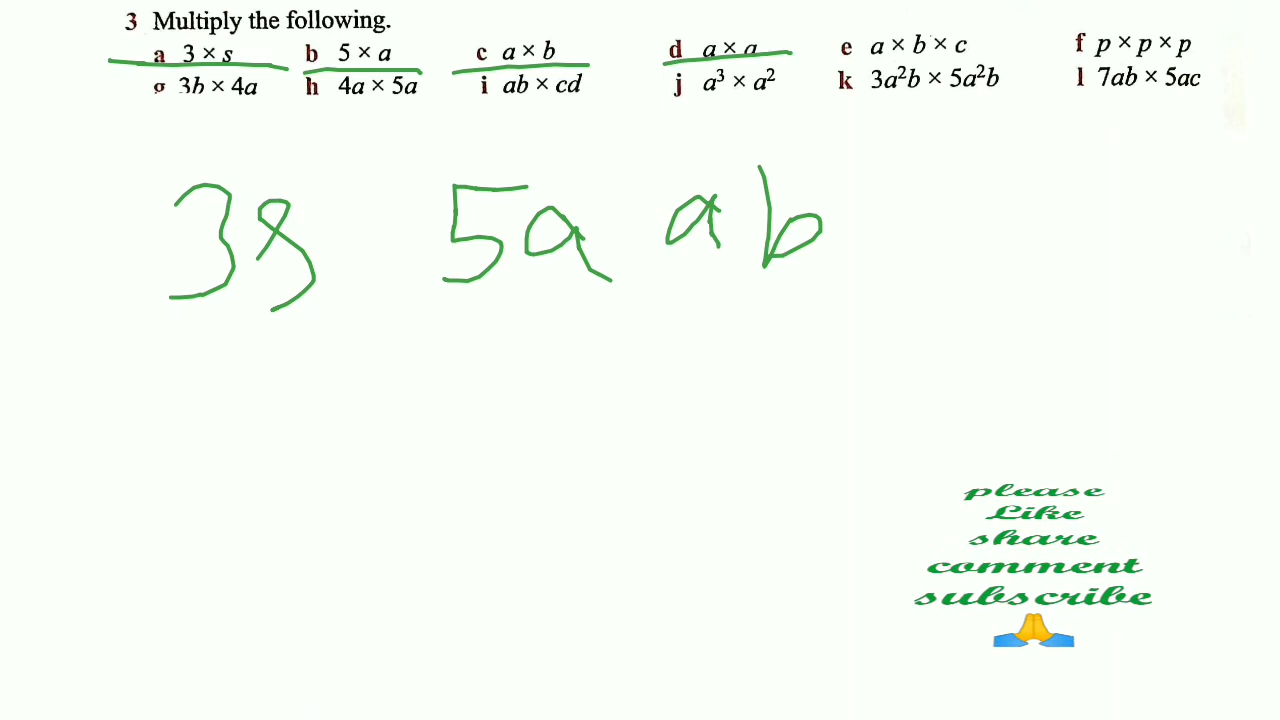 3 Multiply the following.
a 3 × s b 5 × a c a × b d a × a e a × b × c f p × p × p
g 3b × 4a h 4a × 5a i ab × cd j a³ × a² k 3a²b × 5a²b l 7ab × 5ac
3s 5a ab
please
Like
share
comment
subscribe